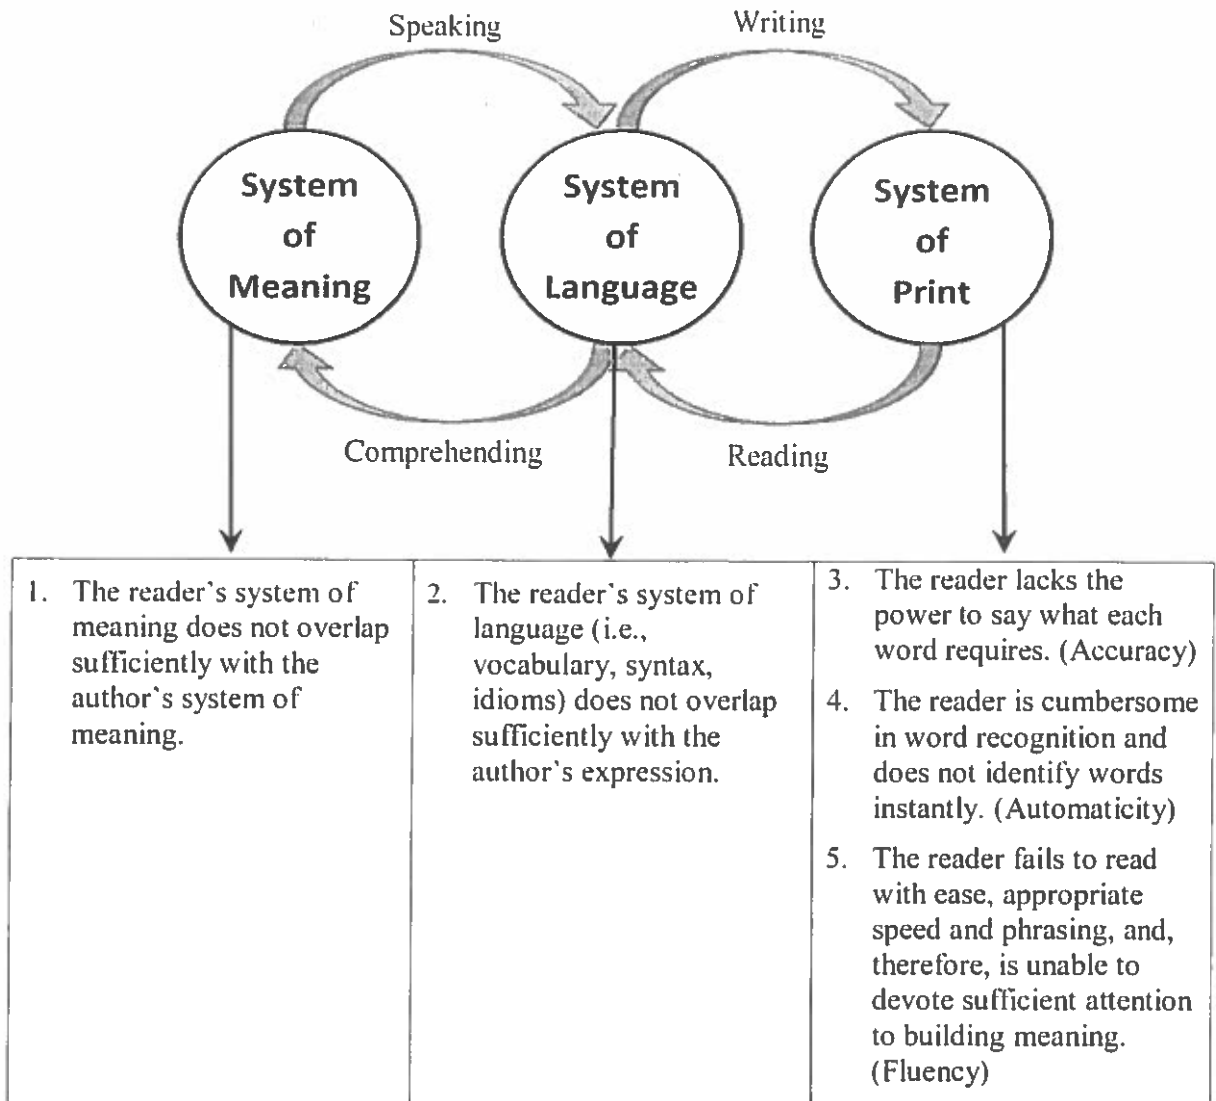 Speaking
Writing
System
of
Meaning
System
of
Language
System
of
Print
Comprehending
Reading
1. The reader's system of
meaning does not overlap
sufficiently with the
author's system of
meaning.
2. The reader's system of
language (i.e.,
vocabulary, syntax,
idioms) does not overlap
sufficiently with the
author's expression.
3. The reader lacks the
power to say what each
word requires. (Accuracy)
4. The reader is cumbersome
in word recognition and
does not identify words
instantly. (Automaticity)
5. The reader fails to read
with ease, appropriate
speed and phrasing, and,
therefore, is unable to
devote sufficient attention
to building meaning.
(Fluency)